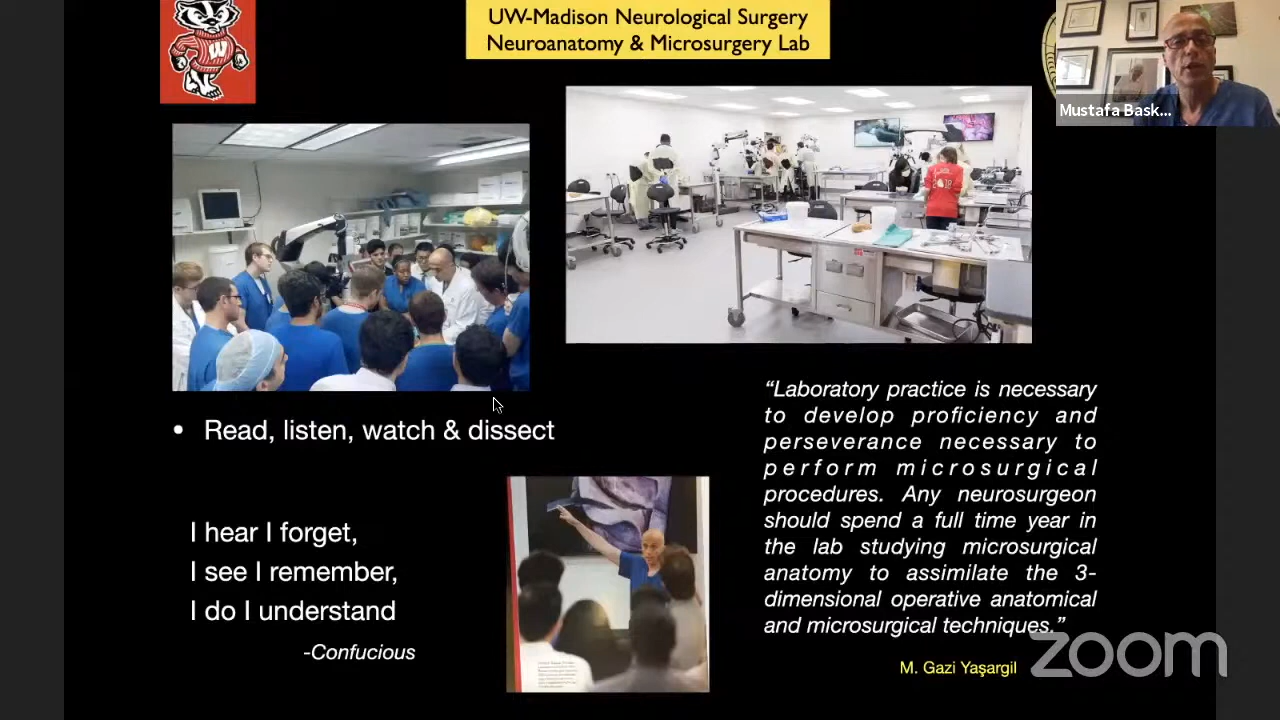 UW-Madison Neurological Surgery
Neuroanatomy & Microsurgery Lab
Mustafa Bask...
W
• Read, listen, watch & dissect
I hear I forget,
I see I remember,
I do I understand
-Confucious
“Laboratory practice is necessary
to develop proficiency and
perseverance necessary to
perform microsurgical
procedures. Any neurosurgeon
should spend a full time year in
the lab studying microsurgical
anatomy to assimilate the 3-
dimensional operative anatomical
and microsurgical techniques.”
M. Gazi Yaşargil
zoom